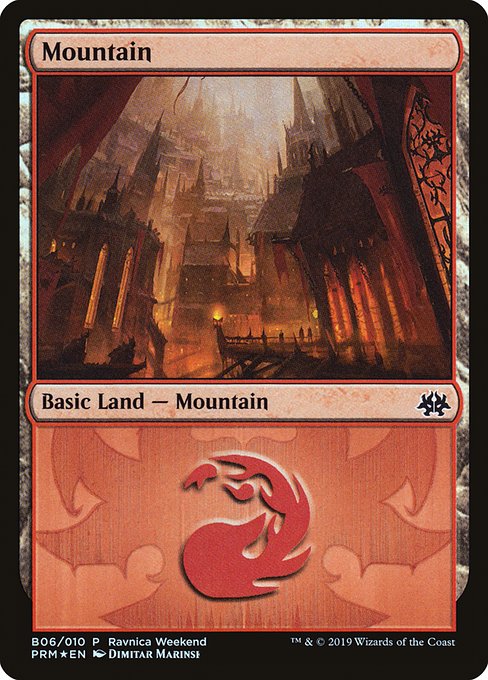 Mountain
Basic Land — Mountain
B06/010 P Ravnica Weekend
™ & © 2019 Wizards of the Coast
PRM★EN DIMITAR MARINSKI